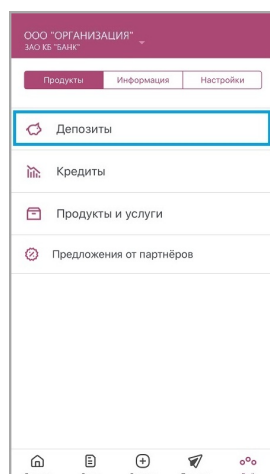 ООО "ОРГАНИЗАЦИЯ"
ЗАО КБ "БАНК"
Продукты Информация Настройки
Депозиты
Кредиты
Продукты и услуги
Предложения от партнёров